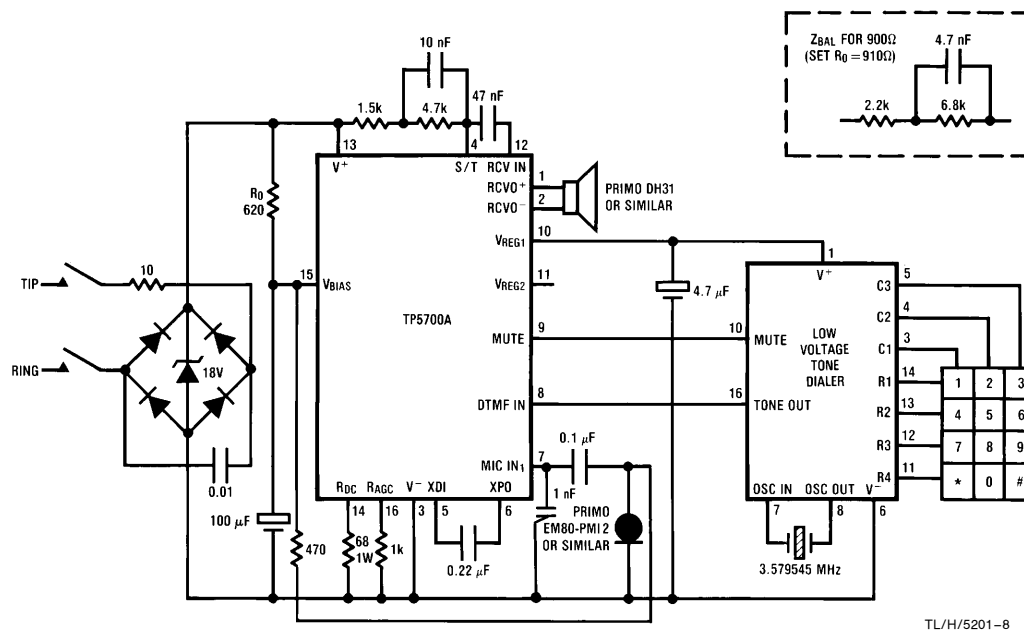 10 nF
1.5k
4.7k
47 nF
13
4
12
V+
S/T
RCV IN
RCVO+
1
RCVO−
2
PRIMO DH31
OR SIMILAR
R0
620
VREG1
10
10
TIP
15
VBIAS
VREG2
11
4.7 µF
TP5700A
RING
18V
MUTE
9
DTMF IN
8
0.01
MIC IN1
7
0.1 µF
1 nF
PRIMO
EM80-PMI2
OR SIMILAR
RDC
RAGC
V−
XDI
XPO
14
16
3
5
6
100 µF
470
68
1W
1k
0.22 µF
ZBAL FOR 900Ω
(SET R0 = 910Ω)
4.7 nF
2.2k
6.8k
1
V+
10
MUTE
LOW
VOLTAGE
TONE
DIALER
16
TONE OUT
C3
5
C2
4
C1
3
R1
14
R2
13
R3
12
R4
11
1 2 3
4 5 6
7 8 9
* 0 #
OSC IN
OSC OUT
V−
7
8
6
3.579545 MHz
TL/H/5201–8